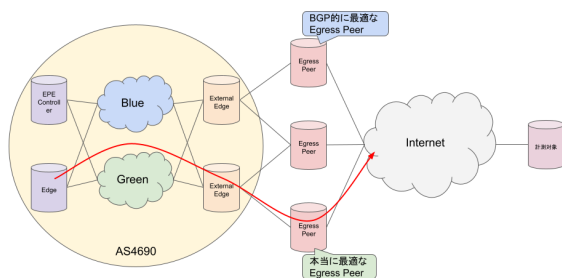 BGP的に最適な
Egress Peer
EPE
Controll
er
Blue
External
Edge
Egress
Peer
Egress
Peer
Internet
計測対象
Edge
Green
External
Edge
Egress
Peer
AS4690
本当に最適な
Egress Peer